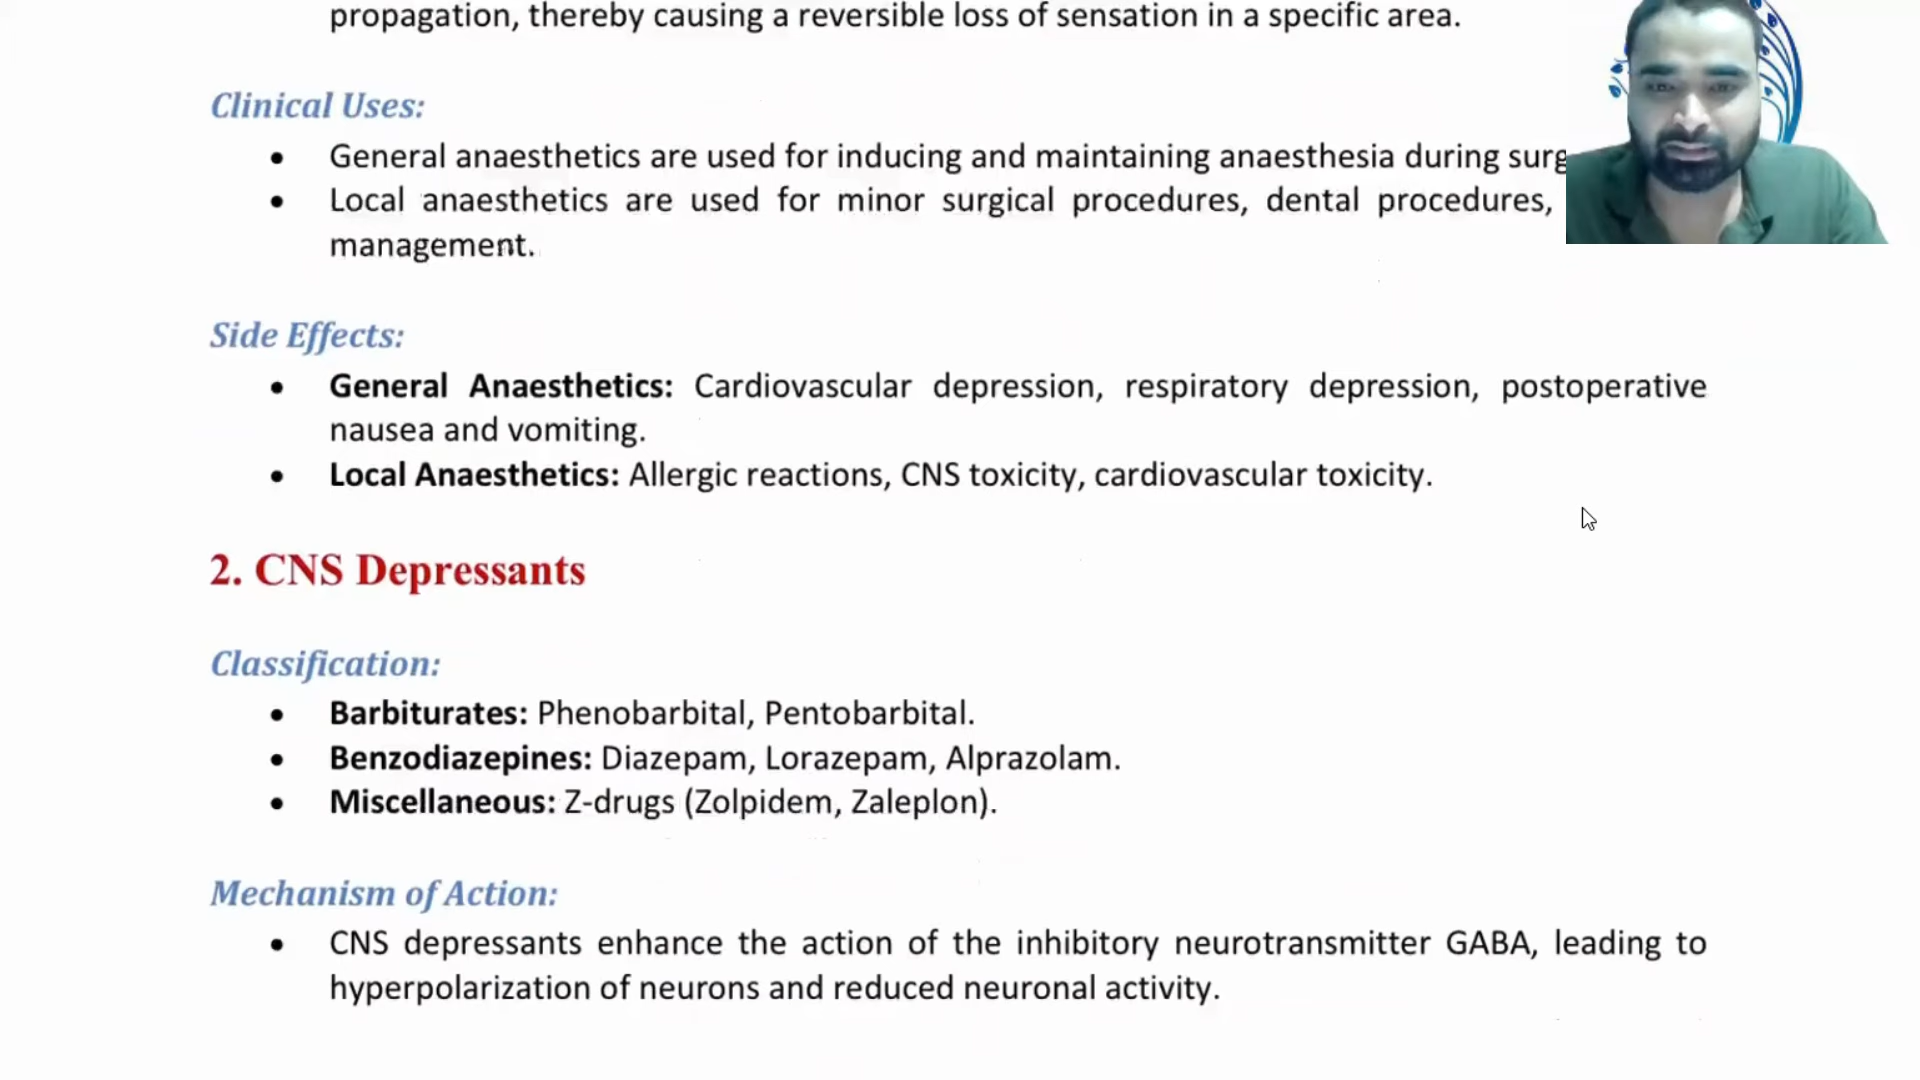 propagation, thereby causing a reversible loss of sensation in a specific area.
Clinical Uses:
• General anaesthetics are used for inducing and maintaining anaesthesia during surg
• Local anaesthetics are used for minor surgical procedures, dental procedures,
management.
Side Effects:
• General Anaesthetics: Cardiovascular depression, respiratory depression, postoperative
nausea and vomiting.
• Local Anaesthetics: Allergic reactions, CNS toxicity, cardiovascular toxicity.
2. CNS Depressants
Classification:
• Barbiturates: Phenobarbital, Pentobarbital.
• Benzodiazepines: Diazepam, Lorazepam, Alprazolam.
• Miscellaneous: Z-drugs (Zolpidem, Zaleplon).
Mechanism of Action:
• CNS depressants enhance the action of the inhibitory neurotransmitter GABA, leading to
hyperpolarization of neurons and reduced neuronal activity.